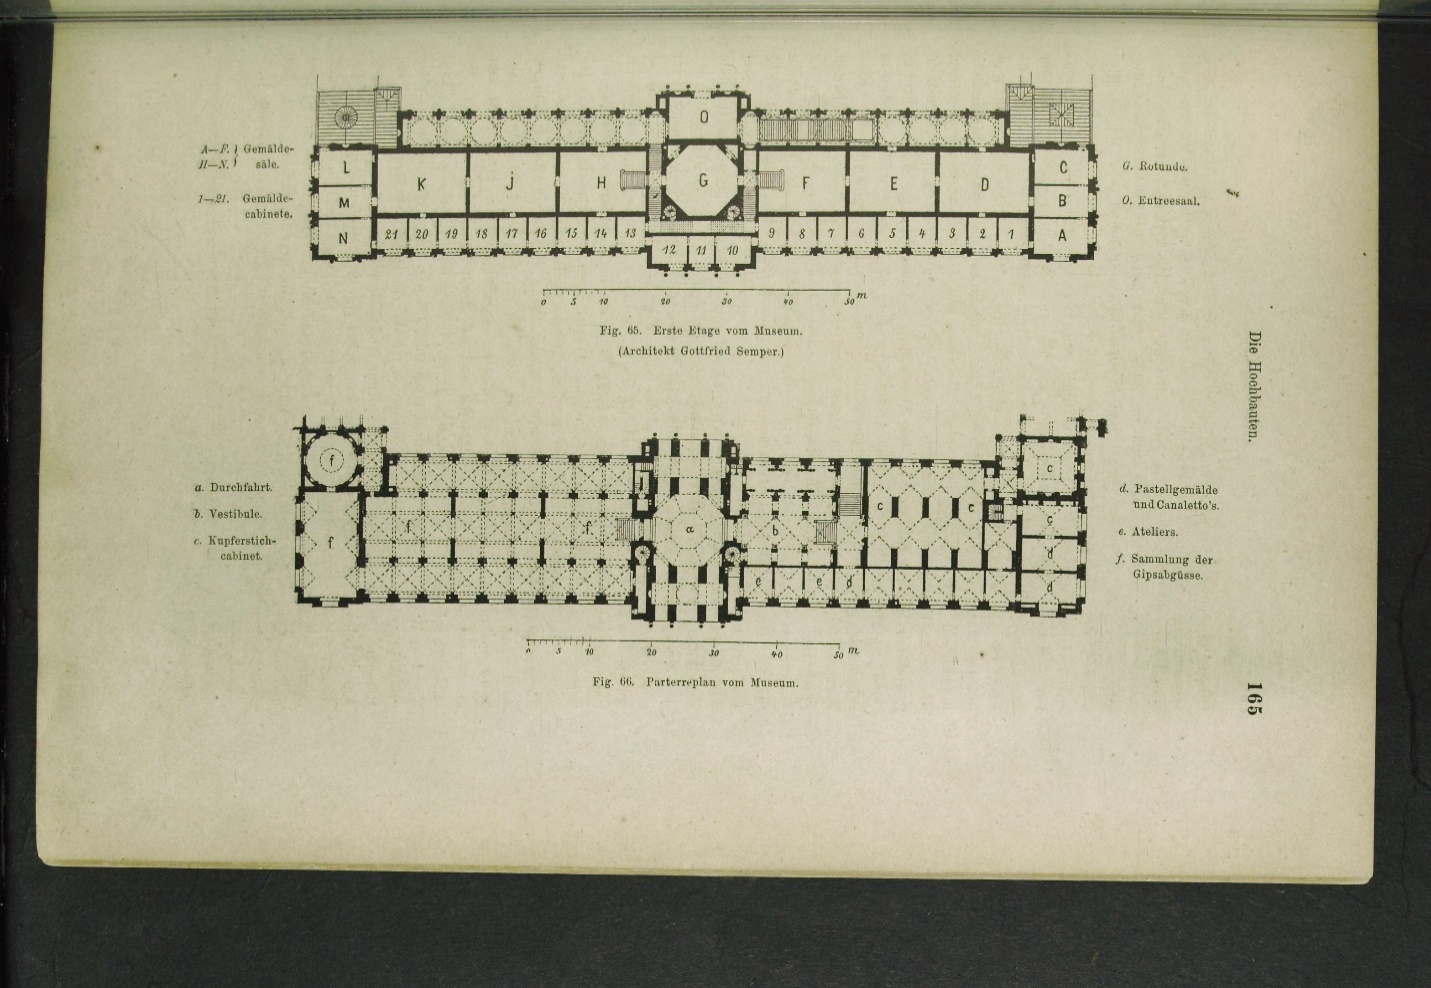 Die Hochbauten.
165
A—F. } Gemälde-
H—N. } säle.
1—21. Gemälde-
cabinete.
G. Rotunde.
O. Entreesaal.
O
L K J H G F E D C
M B
N 21 20 19 18 17 16 15 14 13 9 8 7 6 5 4 3 2 1 A
12 11 10
0 5 10 20 30 40 50 m
Fig. 65. Erste Etage vom Museum.
(Architekt Gottfried Semper.)
a. Durchfahrt.
b. Vestibule.
c. Kupferstich-
cabinet.
d. Pastellgemälde
und Canaletto's.
e. Ateliers.
f. Sammlung der
Gipsabgüsse.
f c
c e c
f f f a b
d
e e d d
0 5 10 20 30 40 50 m
Fig. 66. Parterreplan vom Museum.